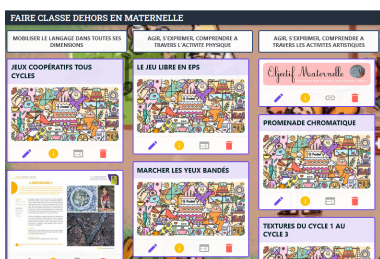 FAIRE CLASSE DEHORS EN MATERNELLE
MOBILISER LE LANGAGE DANS TOUTES SES
DIMENSIONS
JEUX COOPÉRATIFS TOUS
CYCLES
AGIR, S'EXPRIMER, COMPRENDRE A
TRAVERS L'ACTIVITE PHYSIQUE
LE JEU LIBRE EN EPS
MARCHER LES YEUX BANDÉS
AGIR, S'EXPRIMER, COMPRENDRE A
TRAVERS LES ACTIVITES ARTISTIQUES
Objectif Maternelle
PROMENADE CHROMATIQUE
TEXTURES DU CYCLE 1 AU
CYCLE 3